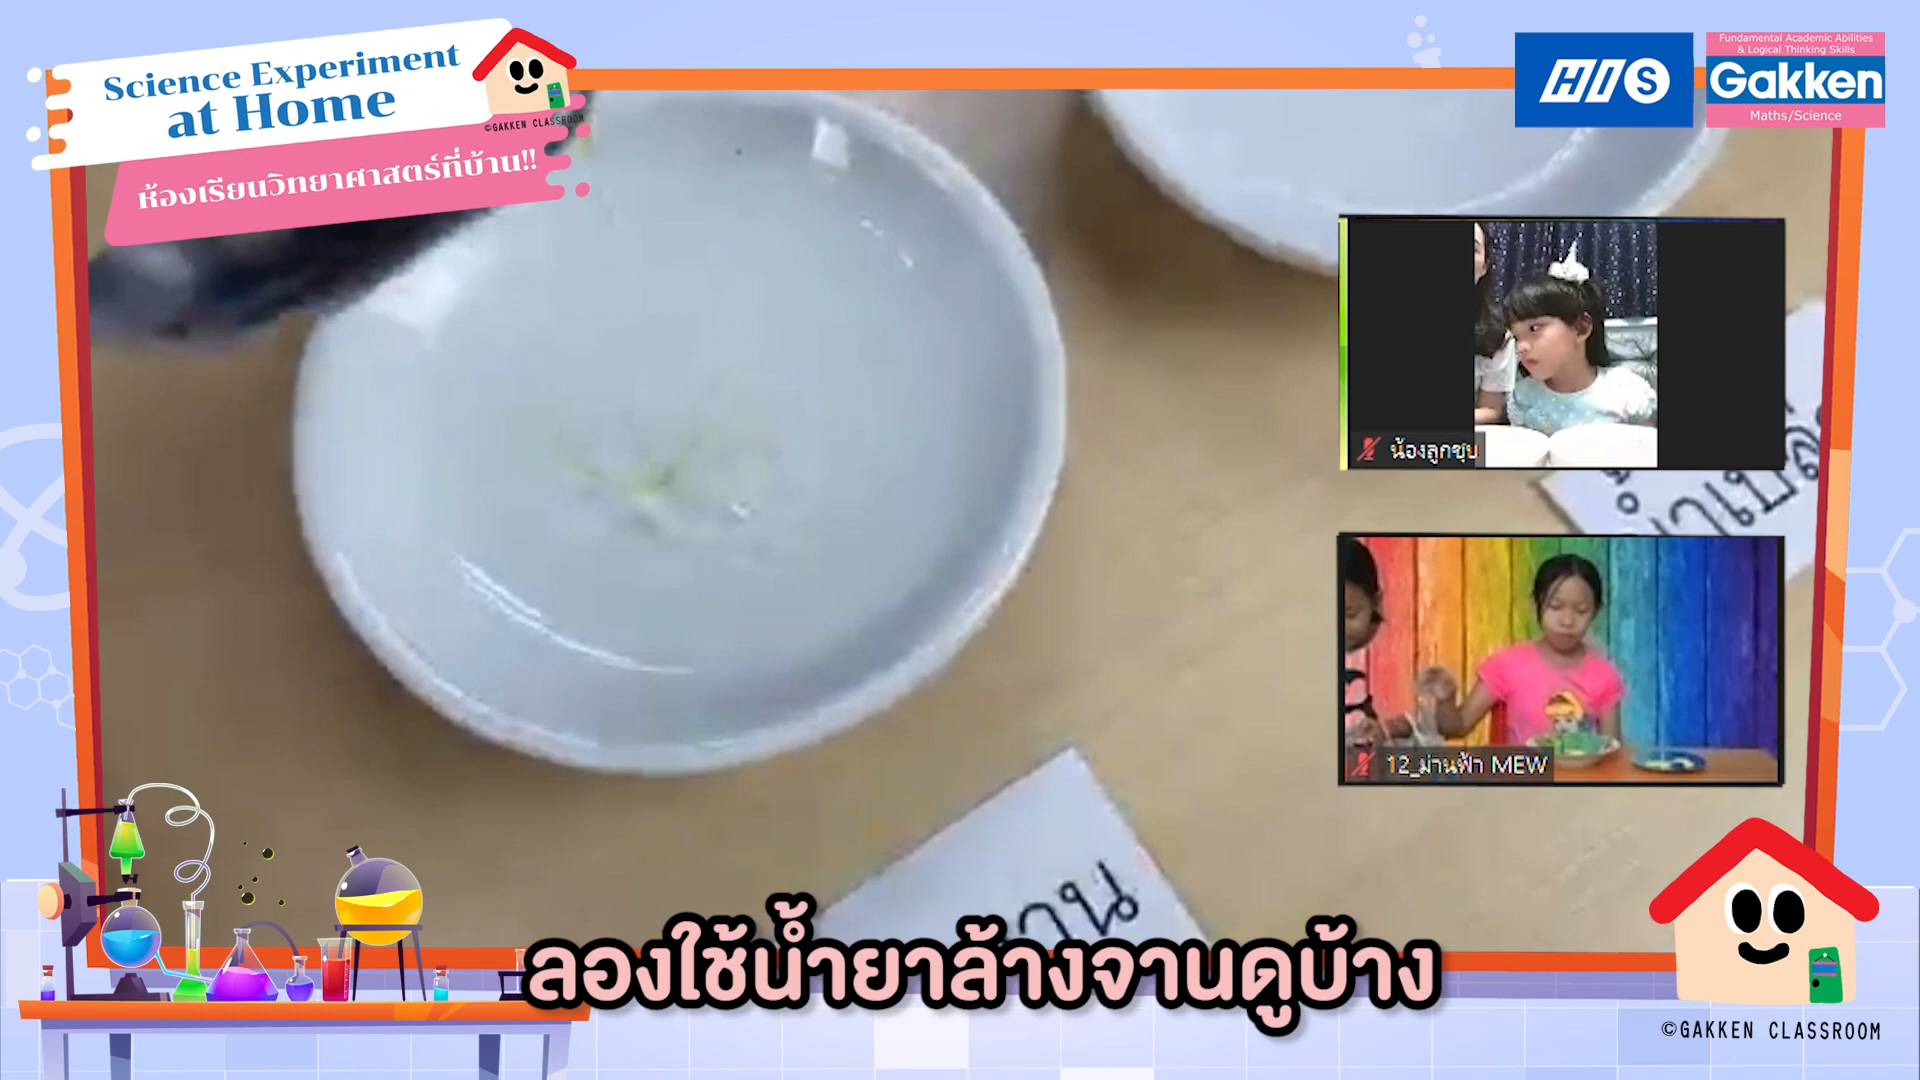 Science Experiment
at Home
©GAKKEN CLASSROOM
ห้องเรียนวิทยาศาสตร์ที่บ้าน!!
HIS
Fundamental Academic Abilities
& Logical Thinking Skills
Gakken
Maths/Science
น้องลูกชุบ
12_ม่านฟ้า MEW
ลองใช้น้ำยาล้างจานดูบ้าง
©GAKKEN CLASSROOM